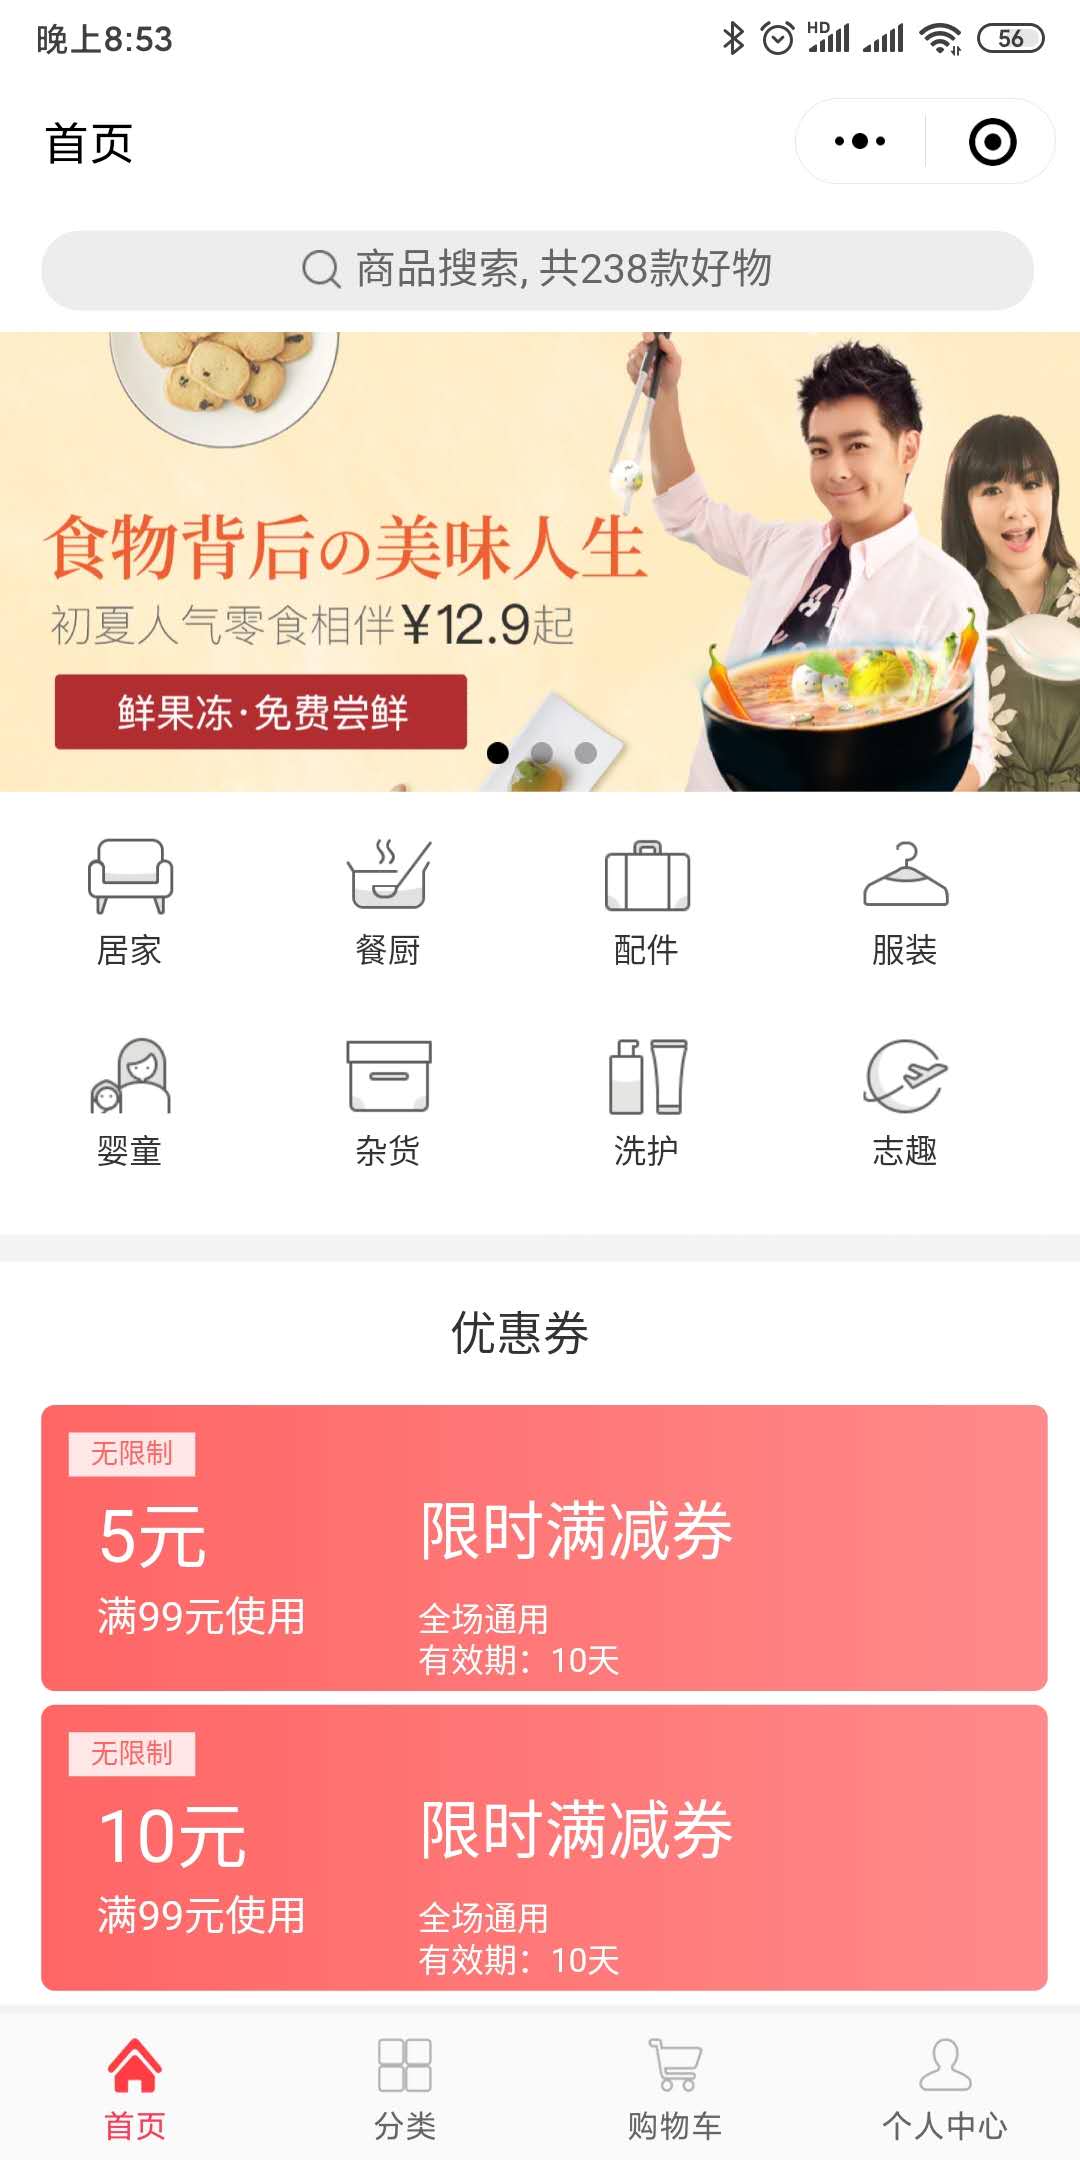 晚上8:53
HD
56
首页
商品搜索, 共238款好物
食物背后の美味人生
初夏人气零食相伴¥12.9起
鲜果冻·免费尝鲜
居家
餐厨
配件
服装
婴童
杂货
洗护
志趣
优惠券
无限制
5元
限时满减券
满99元使用
全场通用
有效期：10天
无限制
10元
限时满减券
满99元使用
全场通用
有效期：10天
首页
分类
购物车
个人中心